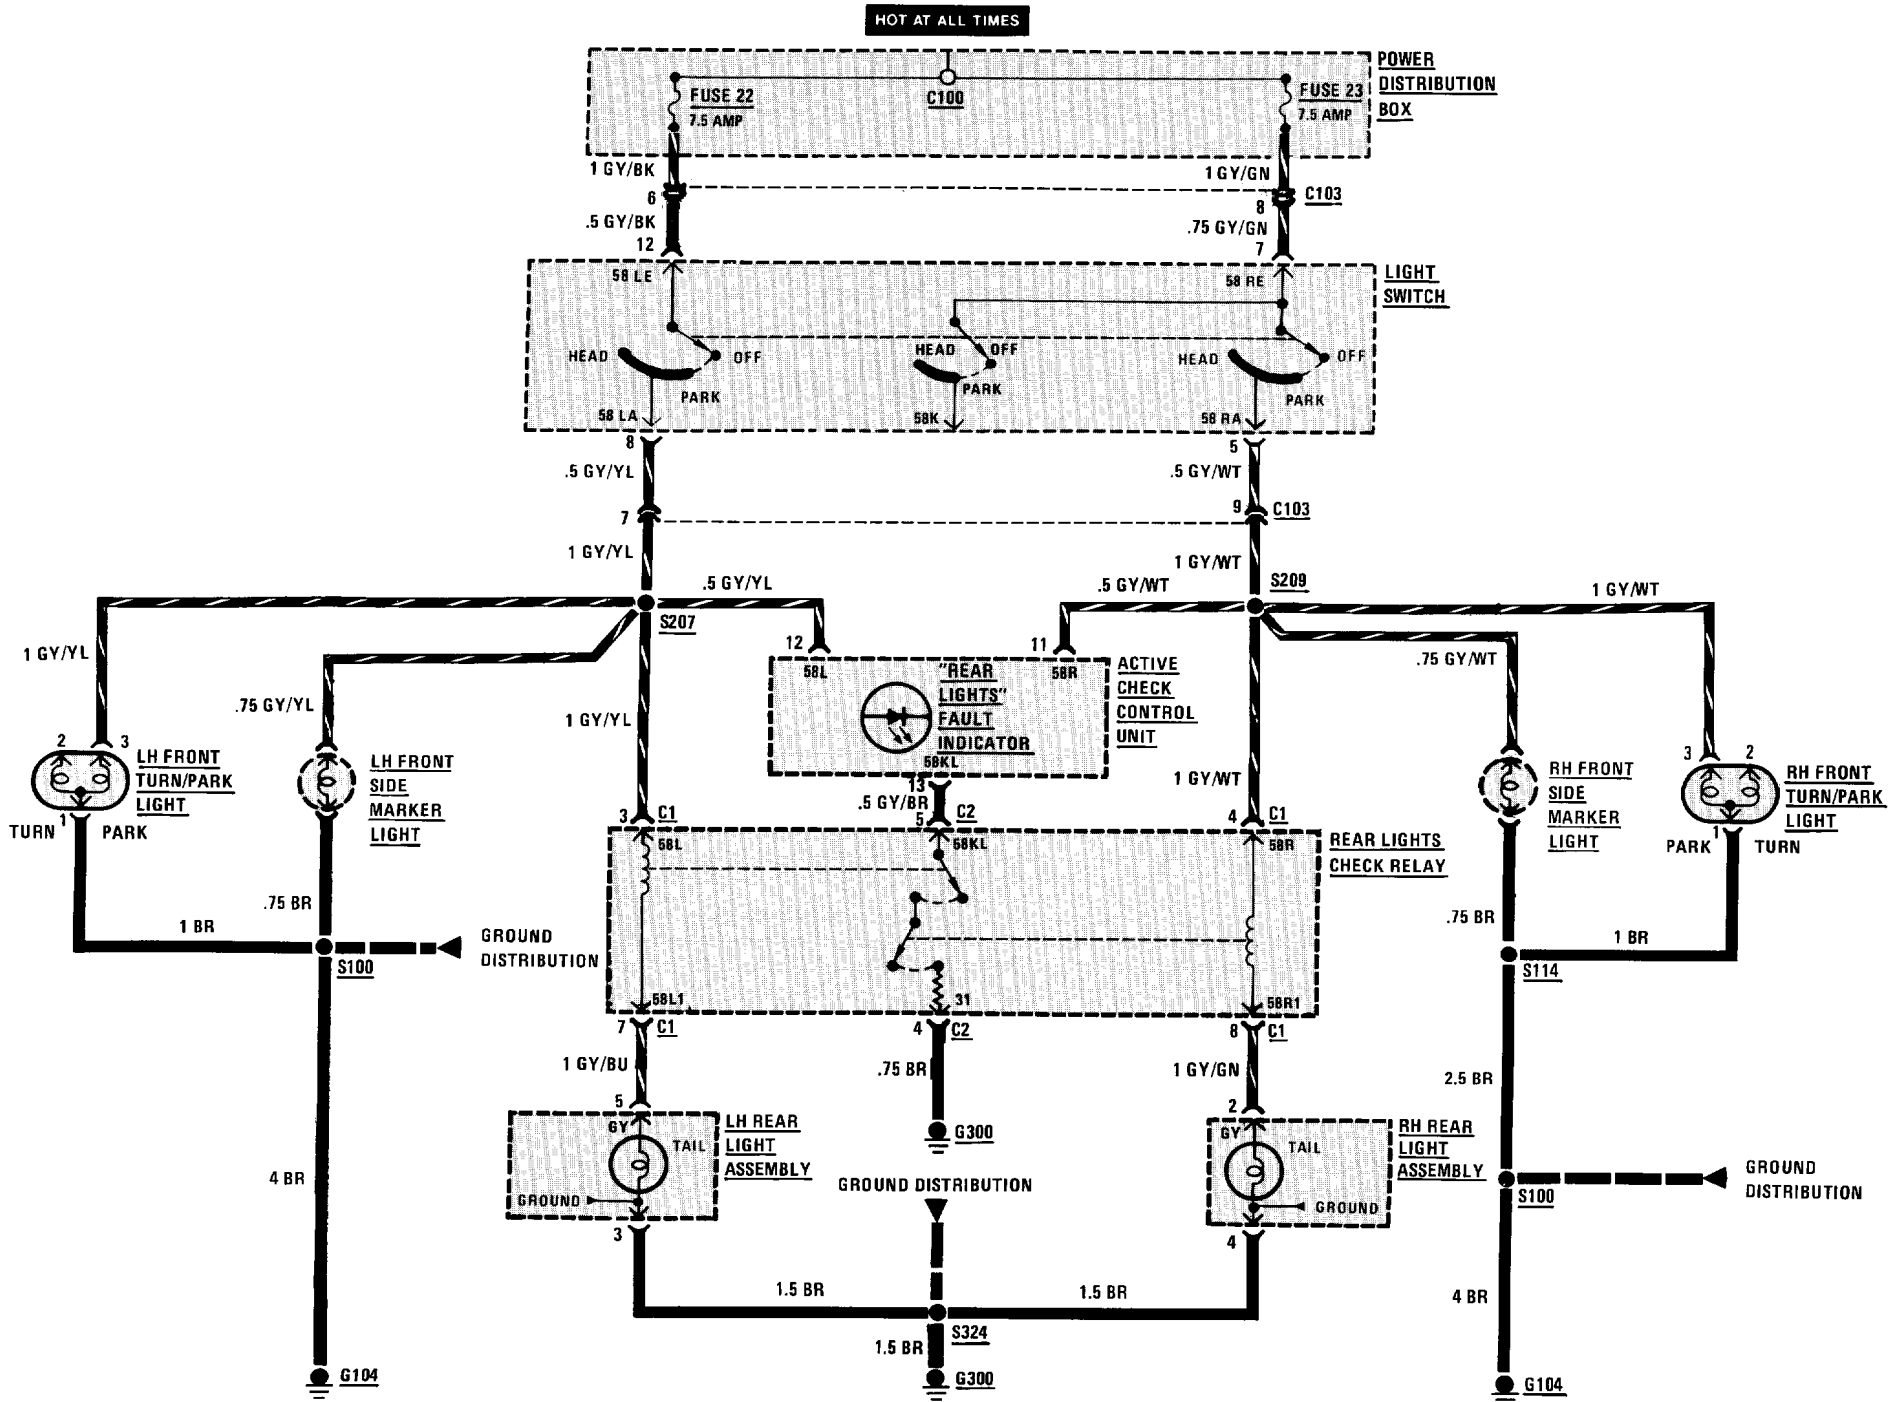 HOT AT ALL TIMES
POWER
DISTRIBUTION
BOX
FUSE 22
7.5 AMP
C100
FUSE 23
7.5 AMP
1 GY/BK
1 GY/GN
6
8
C103
.5 GY/BK
.75 GY/GN
12
7
58 LE
58 RE
LIGHT
SWITCH
HEAD
OFF
PARK
HEAD
OFF
PARK
HEAD
OFF
PARK
58 LA
58K
58 RA
8
5
.5 GY/YL
.5 GY/WT
7
9
C103
1 GY/YL
1 GY/WT
.5 GY/YL
.5 GY/WT
S209
1 GY/WT
S207
1 GY/YL
12
11
.75 GY/WT
58L
"REAR
LIGHTS"
FAULT
INDICATOR
58R
58KL
ACTIVE
CHECK
CONTROL
UNIT
.75 GY/YL
1 GY/YL
1 GY/WT
2
3
LH FRONT
TURN/PARK
LIGHT
TURN
1
PARK
LH FRONT
SIDE
MARKER
LIGHT
RH FRONT
SIDE
MARKER
LIGHT
3
2
RH FRONT
TURN/PARK
LIGHT
PARK
1
TURN
13
.5 GY/BR
3
C1
5
C2
4
C1
58L
58KL
58R
REAR LIGHTS
CHECK RELAY
.75 BR
1 BR
GROUND
DISTRIBUTION
S100
.75 BR
1 BR
S114
58L1
31
58R1
7
C1
4
C2
8
C1
1 GY/BU
.75 BR
1 GY/GN
2.5 BR
5
2
GY
TAIL
GROUND
LH REAR
LIGHT
ASSEMBLY
G300
GY
TAIL
GROUND
RH REAR
LIGHT
ASSEMBLY
GROUND DISTRIBUTION
4 BR
GROUND
DISTRIBUTION
S100
3
4
1.5 BR
1.5 BR
4 BR
S324
1.5 BR
G104
G300
G104